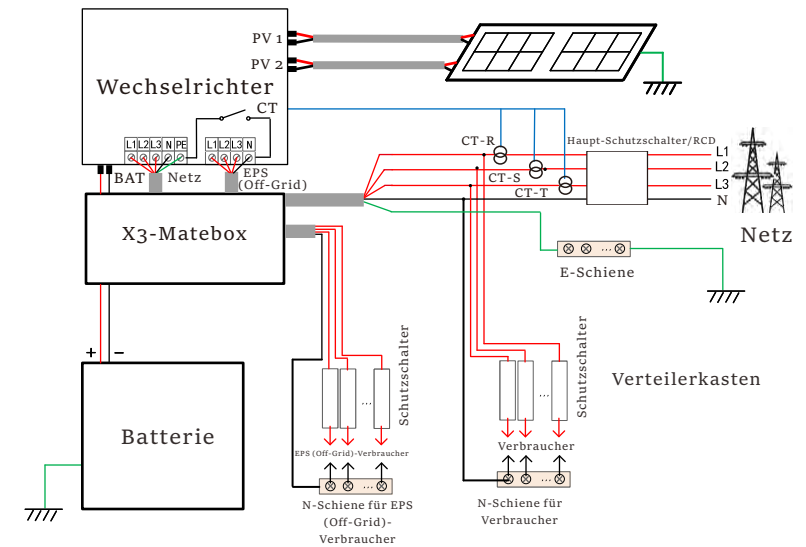 PV 1
PV 2
Wechselrichter
CT
L1 L2 L3 N PE
L1 L2 L3 N
BAT
Netz
EPS
(Off-Grid)
X3-Matebox
+ −
Batterie
CT-R
CT-S
CT-T
Haupt-Schutzschalter/RCD
L1
L2
L3
N
Netz
...
E-Schiene
Schutzschalter
...
EPS (Off-Grid)-Verbraucher
...
N-Schiene für EPS
(Off-Grid)-
Verbraucher
Schutzschalter
...
Verbraucher
...
N-Schiene für
Verbraucher
Verteilerkasten